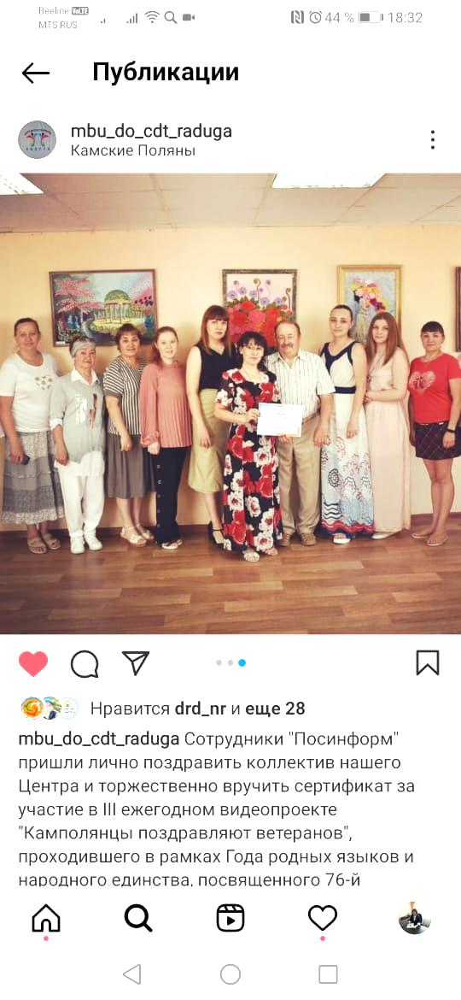 Beeline VoLTE
MTS RUS
44 % 18:32
Публикации
mbu_do_cdt_raduga
Камские Поляны
Нравится drd_nr и еще 28
mbu_do_cdt_raduga Сотрудники "Посинформ"
пришли лично поздравить коллектив нашего
Центра и торжественно вручить сертификат за
участие в III ежегодном видеопроекте
"Камполянцы поздравляют ветеранов",
проходившего в рамках Года родных языков и
народного единства, посвященного 76-й